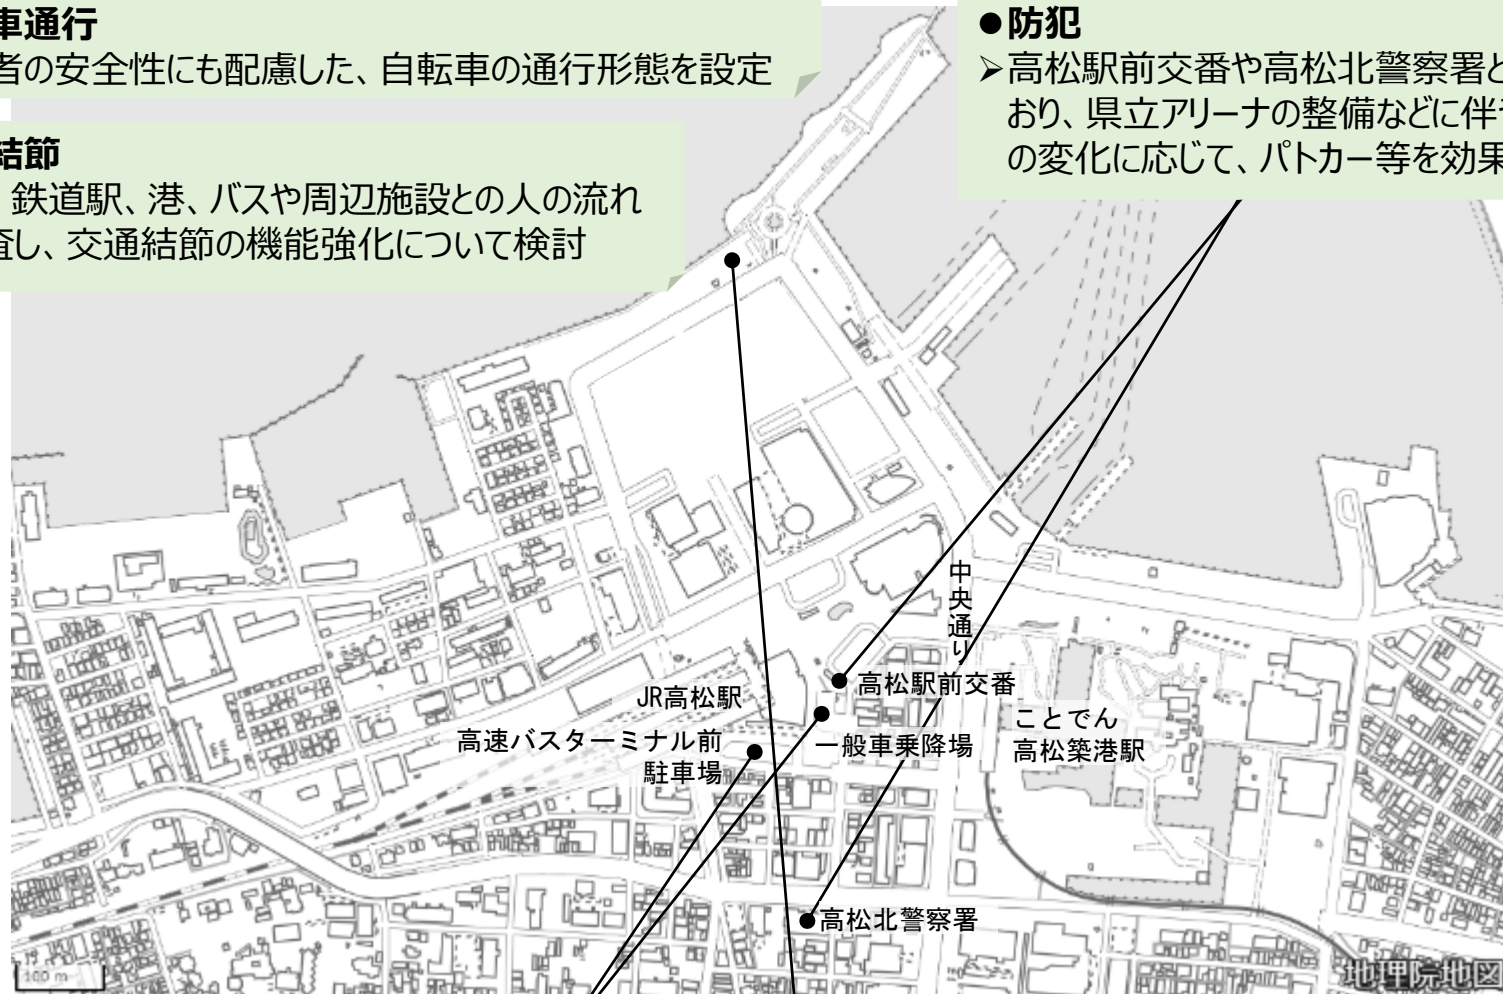 車通行
者の安全性にも配慮した、自転車の通行形態を設定
結節
鉄道駅、港、バスや周辺施設との人の流れ
査し、交通結節の機能強化について検討
●防犯
➢高松駅前交番や高松北警察署と
おり、県立アリーナの整備などに伴
の変化に応じて、パトカー等を効果
中央通り
高松駅前交番
JR高松駅
ことでん
高松築港駅
高速バスターミナル前
駐車場
一般車乗降場
高松北警察署
100 m
地理院地図